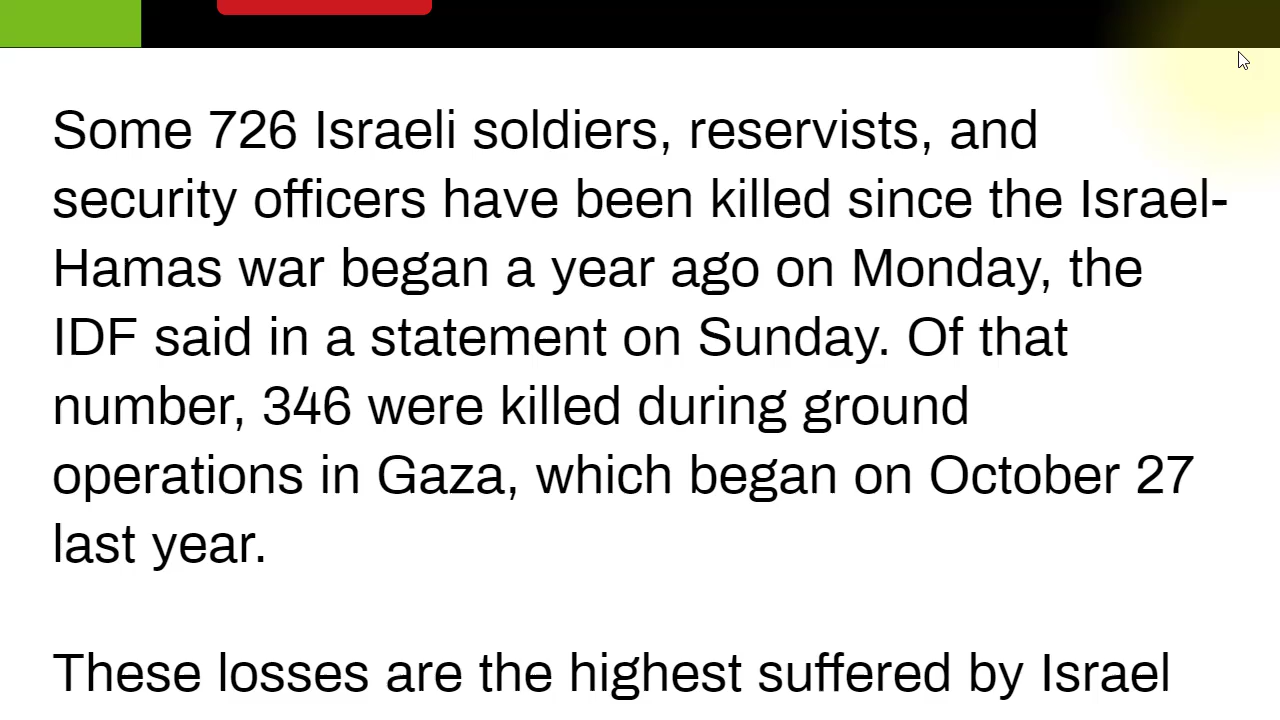 Some 726 Israeli soldiers, reservists, and
security officers have been killed since the Israel-
Hamas war began a year ago on Monday, the
IDF said in a statement on Sunday. Of that
number, 346 were killed during ground
operations in Gaza, which began on October 27
last year.
These losses are the highest suffered by Israel